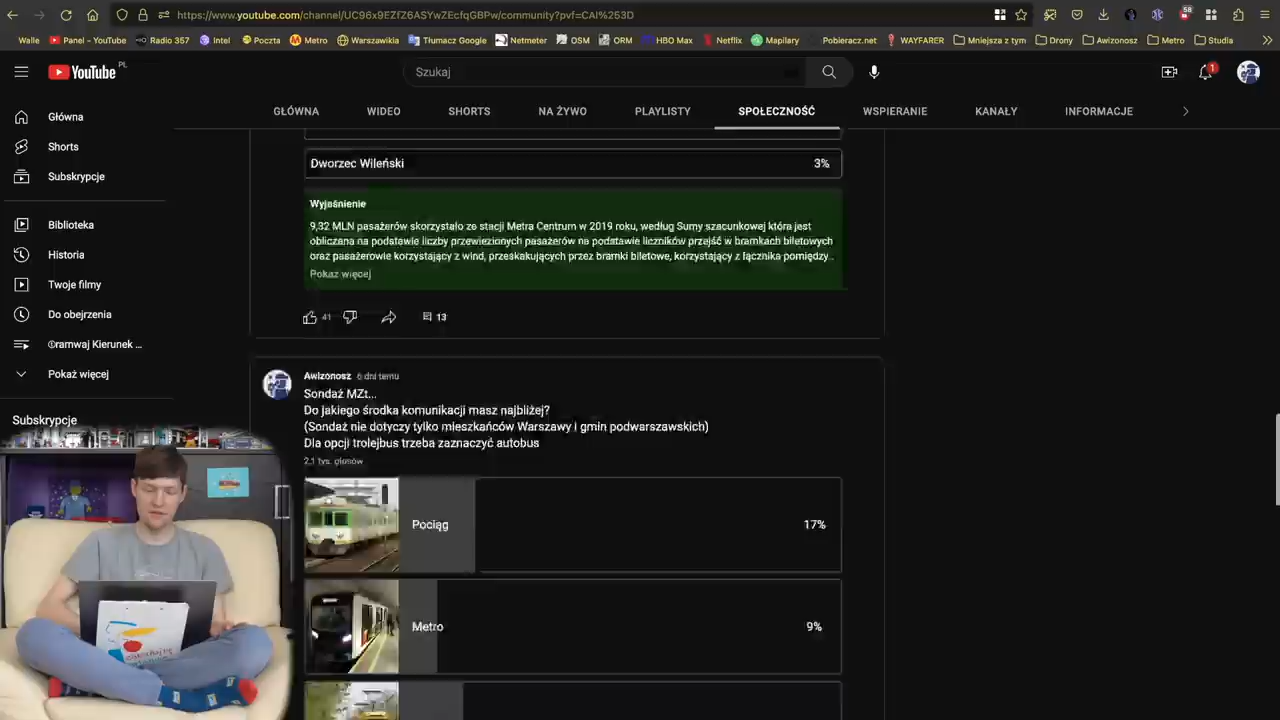 https://www.youtube.com/channel/UC96x9EZfZ6ASYwZEcfqGBPw/community?pvf=CAI%253D
58
Walle
Panel - YouTube
Radio 357
Intel
Poczta
Metro
Warszawikia
Tłumacz Google
Netmeter
OSM
ORM
HBO Max
Netflix
Mapilary
Pobieracz.net
WAYFARER
Mniejsza z tym
Drony
Awizonosz
Metro
Studia
YouTube PL
Szukaj
1
GŁÓWNA
WIDEO
SHORTS
NA ŻYWO
PLAYLISTY
SPOŁECZNOŚĆ
WSPIERANIE
KANAŁY
INFORMACJE
Główna
Shorts
Subskrypcje
Biblioteka
Historia
Twoje filmy
Do obejrzenia
©ramwaj Kierunek ...
Pokaż więcej
Subskrypcje
Dworzec Wileński 3%
Wyjaśnienie
9,32 MLN pasażerów skorzystało ze stacji Metra Centrum w 2019 roku, według Sumy szacunkowej która jest
obliczana na podstawie liczby przewiezionych pasażerów na podstawie liczników przejść w bramkach biletowych
oraz pasażerowie korzystający z wind, przeskakujących przez bramki biletowe, korzystający z łącznika pomiędzy...
Pokaż więcej
41
13
Awizonosz 6 dni temu
Sondaż MZt...
Do jakiego środka komunikacji masz najbliżej?
(Sondaż nie dotyczy tylko mieszkańców Warszawy i gmin podwarszawskich)
Dla opcji trolejbus trzeba zaznaczyć autobus
2,1 tys. głosów
Pociąg 17%
Metro 9%